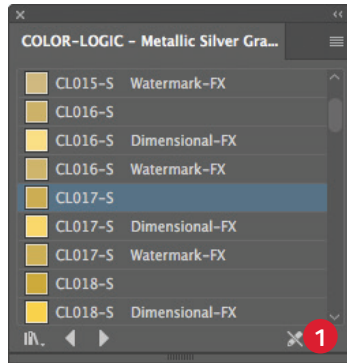 COLOR-LOGIC – Metallic Silver Gra...
CL015-S Watermark-FX
CL016-S
CL016-S Dimensional-FX
CL016-S Watermark-FX
CL017-S
CL017-S Dimensional-FX
CL017-S Watermark-FX
CL018-S
CL018-S Dimensional-FX
1